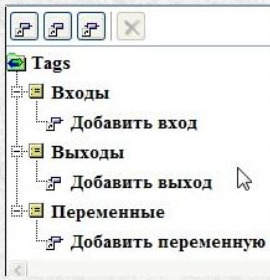 Tags
Входы
Добавить вход
Выходы
Добавить выход
Переменные
Добавить переменную